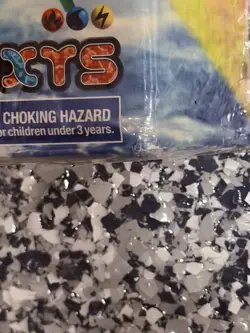 XTS
CHOKING HAZARD
or children under 3 years.